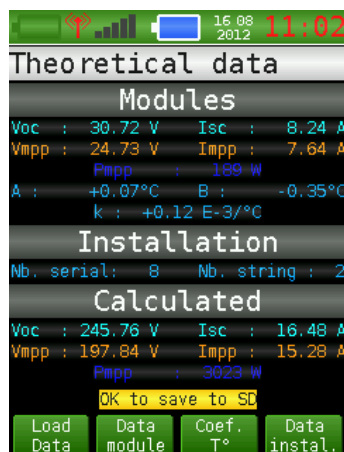 16 08
2012
11:02
Theoretical data
Modules
Voc : 30.72 V Isc : 8.24 A
Vmpp : 24.73 V Impp : 7.64 A
Pmpp : 189 W
A : +0.07°C B : -0.35°C
k : +0.12 E-3/°C
Installation
Nb. serial: 8 Nb. string : 2
Calculated
Voc : 245.76 V Isc : 16.48 A
Vmpp : 197.84 V Impp : 15.28 A
Pmpp : 3023 W
OK to save to SD
Load Data Coef. Data
Data module T° instal.